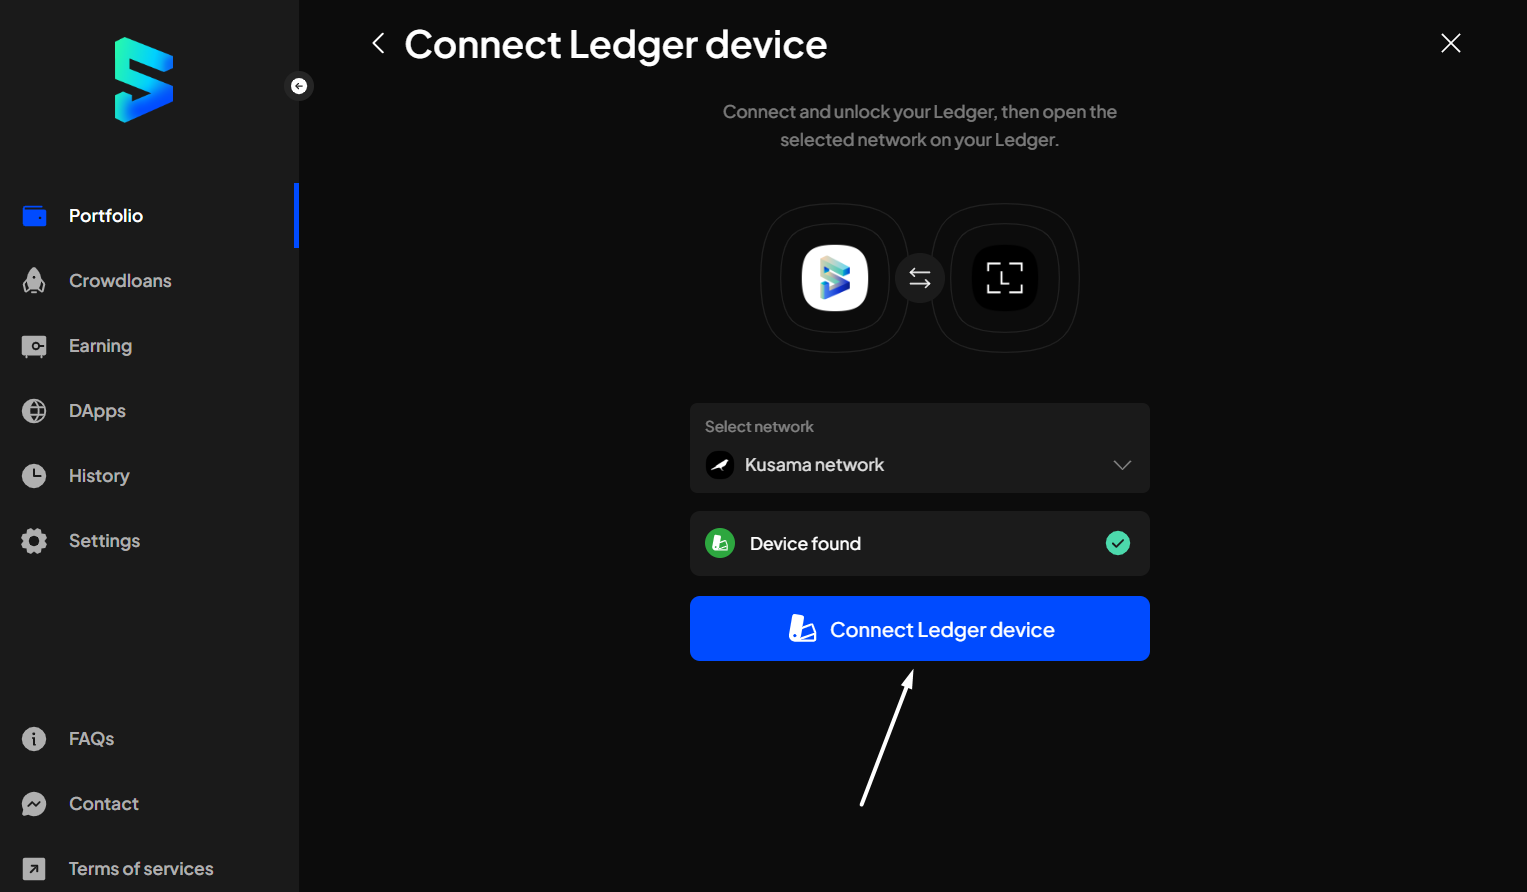 Connect Ledger device
Connect and unlock your Ledger, then open the
selected network on your Ledger.
Portfolio
Crowdloans
Earning
DApps
History
Settings
FAQs
Contact
Terms of services
L
Select network
Kusama network
Device found
Connect Ledger device